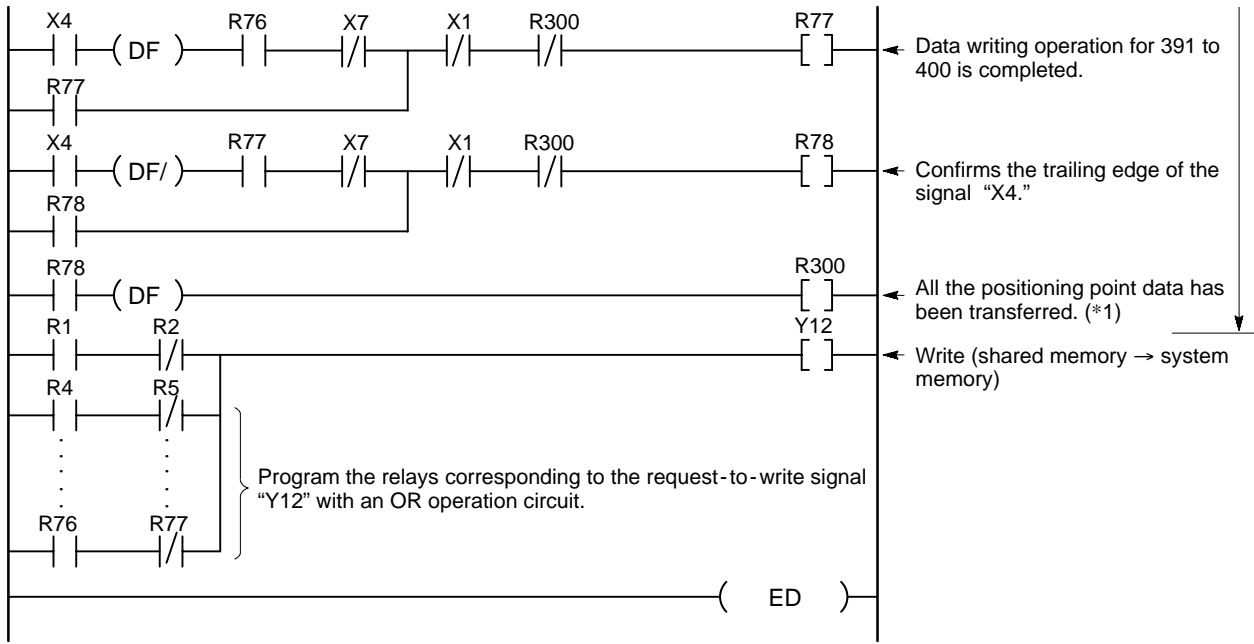 X4 R76 X7 X1 R300 R77
( DF )
Data writing operation for 391 to
400 is completed.
R77
X4 R77 X7 X1 R300 R78
( DF/ )
Confirms the trailing edge of the
signal “X4.”
R78
R78 R300
( DF )
All the positioning point data has
been transferred. (*1)
R1 R2 Y12
Write (shared memory → system
memory)
R4 R5
Program the relays corresponding to the request-to-write signal
“Y12” with an OR operation circuit.
R76 R77
( ED )